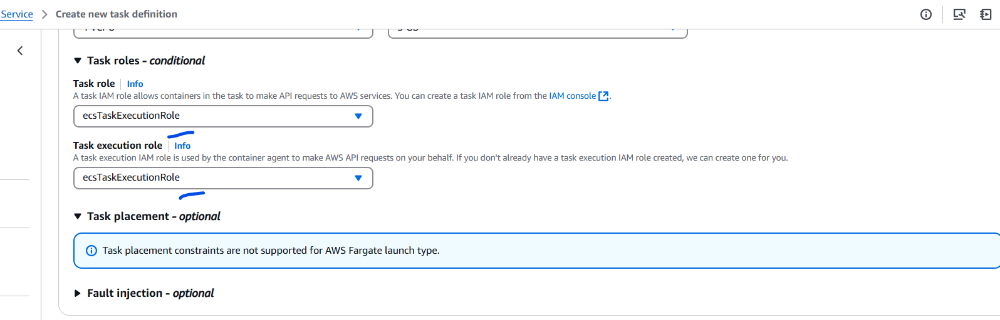 Service > Create new task definition
Task roles - conditional
Task role | Info
A task IAM role allows containers in the task to make API requests to AWS services. You can create a task IAM role from the IAM console.
ecsTaskExecutionRole
Task execution role | Info
A task execution IAM role is used by the container agent to make AWS API requests on your behalf. If you don't already have a task execution IAM role created, we can create one for you.
ecsTaskExecutionRole
Task placement - optional
Task placement constraints are not supported for AWS Fargate launch type.
Fault injection - optional